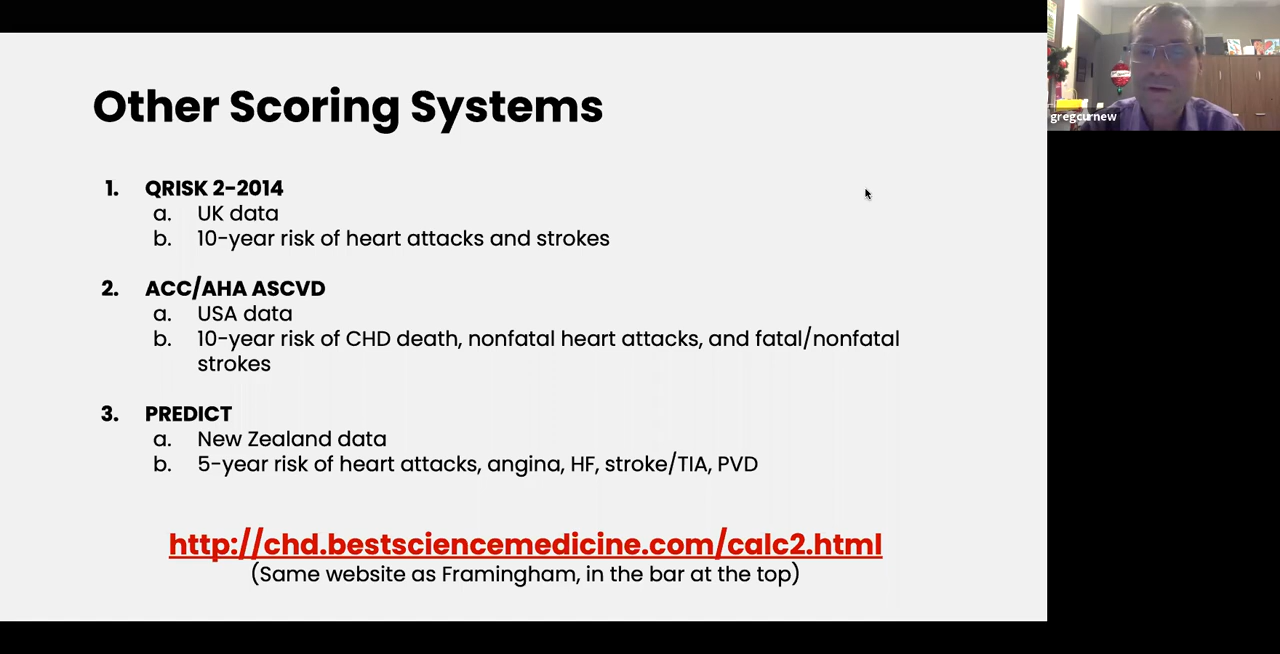 Other Scoring Systems
1. QRISK 2-2014
a. UK data
b. 10-year risk of heart attacks and strokes
2. ACC/AHA ASCVD
a. USA data
b. 10-year risk of CHD death, nonfatal heart attacks, and fatal/nonfatal
strokes
3. PREDICT
a. New Zealand data
b. 5-year risk of heart attacks, angina, HF, stroke/TIA, PVD
http://chd.bestsciencemedicine.com/calc2.html
(Same website as Framingham, in the bar at the top)
gregcurnew